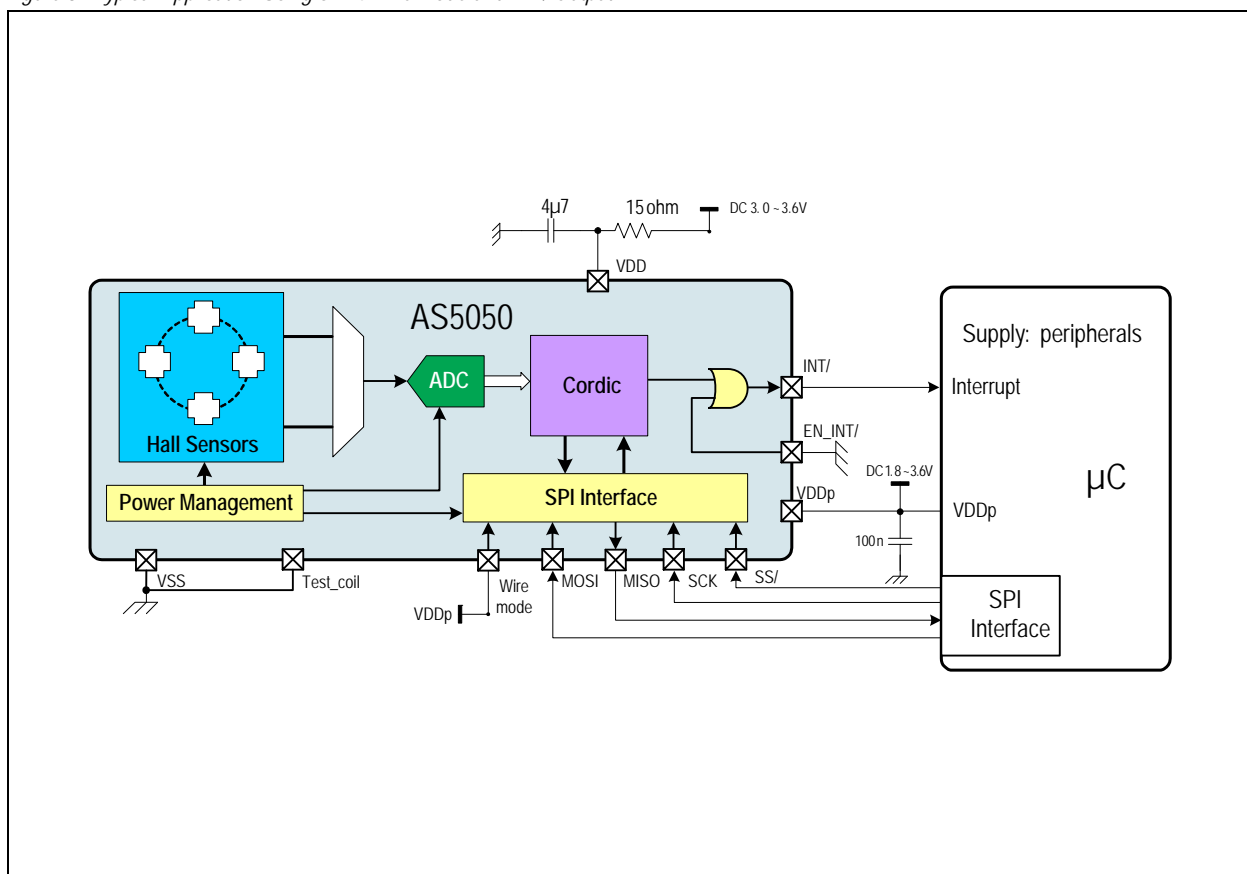 4µ7
15 ohm
DC 3. 0 ~ 3.6V
VDD
AS5050
Supply: peripherals
INT/
Interrupt
ADC
Cordic
Hall Sensors
EN_INT/
DC 1.8 ~ 3.6V
µC
Power Management
SPI Interface
VDDp
VDDp
100n
VSS
Test_coil
Wire
mode
MOSI
MISO
SCK
SS/
VDDp
SPI
Interface